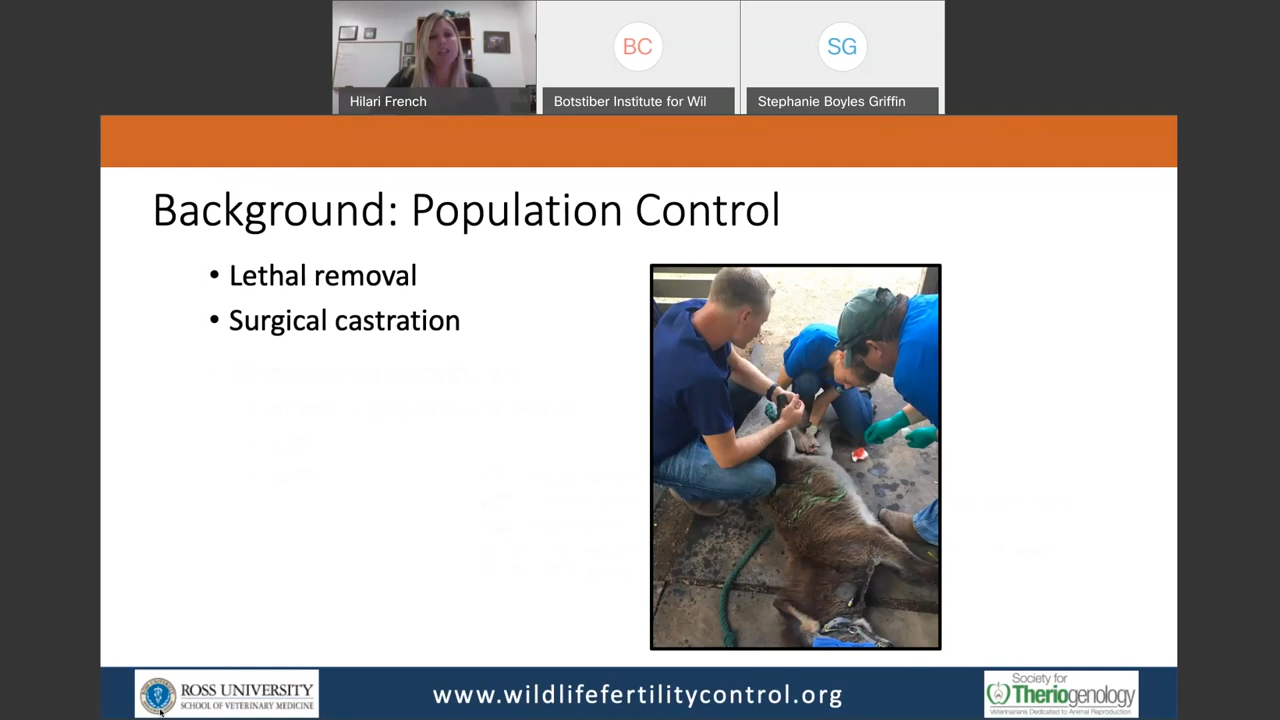 BC
SG
Hilari French
Botstiber Institute for Wil
Stephanie Boyles Griffin
Background: Population Control
• Lethal removal
• Surgical castration
ROSS UNIVERSITY
SCHOOL OF VETERINARY MEDICINE
www.wildlifefertilitycontrol.org
Society for
Theriogenology
Veterinarians Dedicated to Animal Reproduction